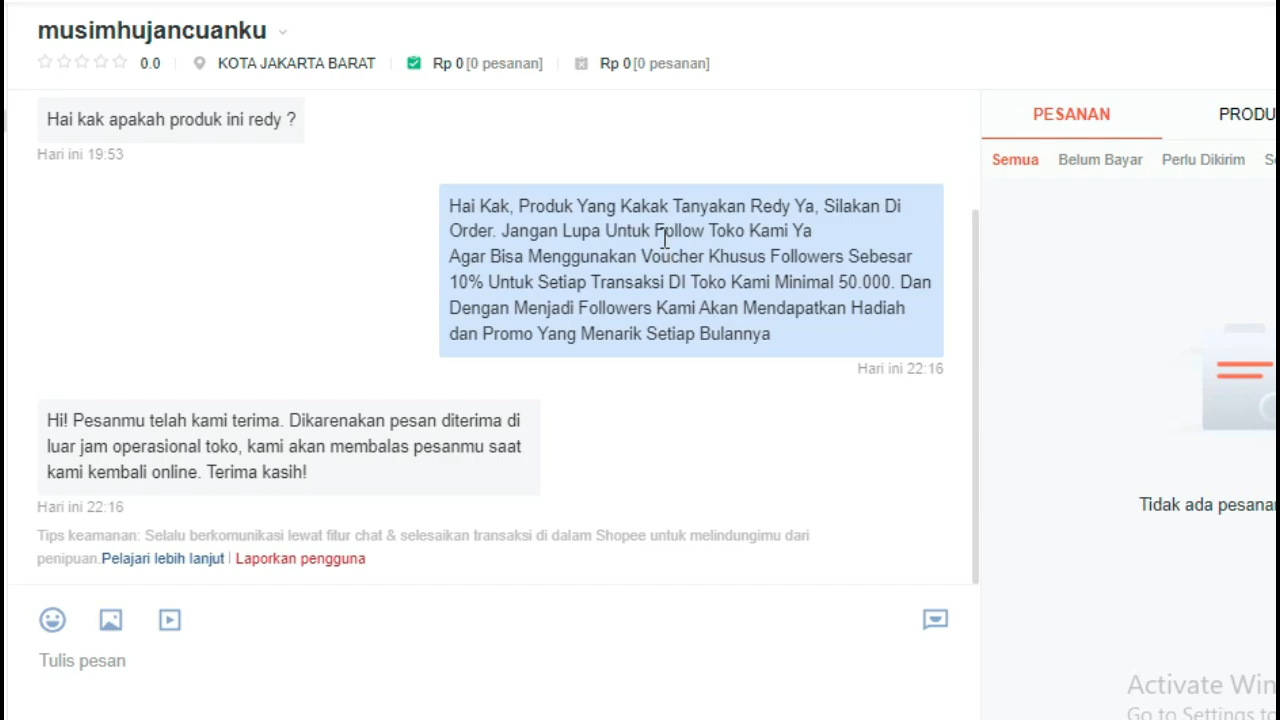 musimhujancuanku
0.0 KOTA JAKARTA BARAT Rp 0[0 pesanan] Rp 0[0 pesanan]
Hai kak apakah produk ini redy ?
Hari ini 19:53
Hai Kak, Produk Yang Kakak Tanyakan Redy Ya, Silakan Di
Order. Jangan Lupa Untuk Follow Toko Kami Ya
Agar Bisa Menggunakan Voucher Khusus Followers Sebesar
10% Untuk Setiap Transaksi DI Toko Kami Minimal 50.000. Dan
Dengan Menjadi Followers Kami Akan Mendapatkan Hadiah
dan Promo Yang Menarik Setiap Bulannya
Hari ini 22:16
Hi! Pesanmu telah kami terima. Dikarenakan pesan diterima di
luar jam operasional toko, kami akan membalas pesanmu saat
kami kembali online. Terima kasih!
Hari ini 22:16
Tips keamanan: Selalu berkomunikasi lewat fitur chat & selesaikan transaksi di dalam Shopee untuk melindungimu dari
penipuan.Pelajari lebih lanjut | Laporkan pengguna
Tulis pesan
PESANAN PRODU
Semua Belum Bayar Perlu Dikirim
Tidak ada pesanan
Activate Win
Go to Settings to